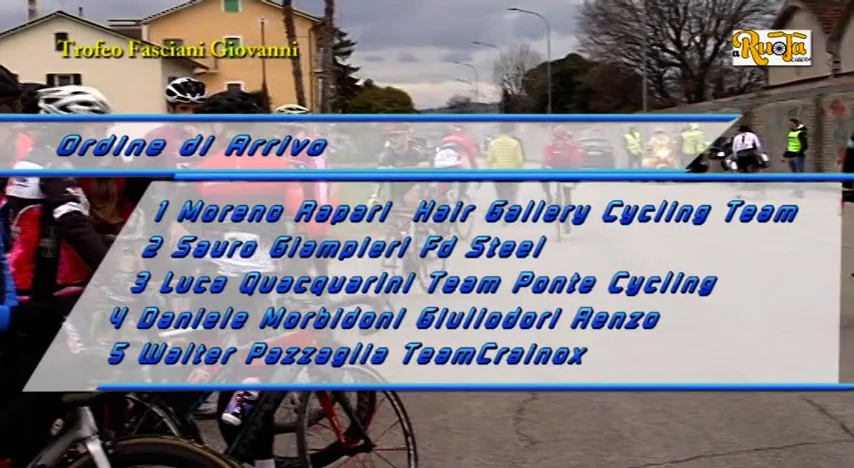 Trofeo Fasciani Giovanni
a RuoTa
Ordine di Arrivo
1 Moreno Rapari Hair Gallery Cycling Team
2 Sauro Giampieri Fd Steel
3 Luca Quacquarini Team Ponte Cycling
4 Daniele Morbidoni Giuliodori Renzo
5 Walter Pazzaglia TeamCrainox